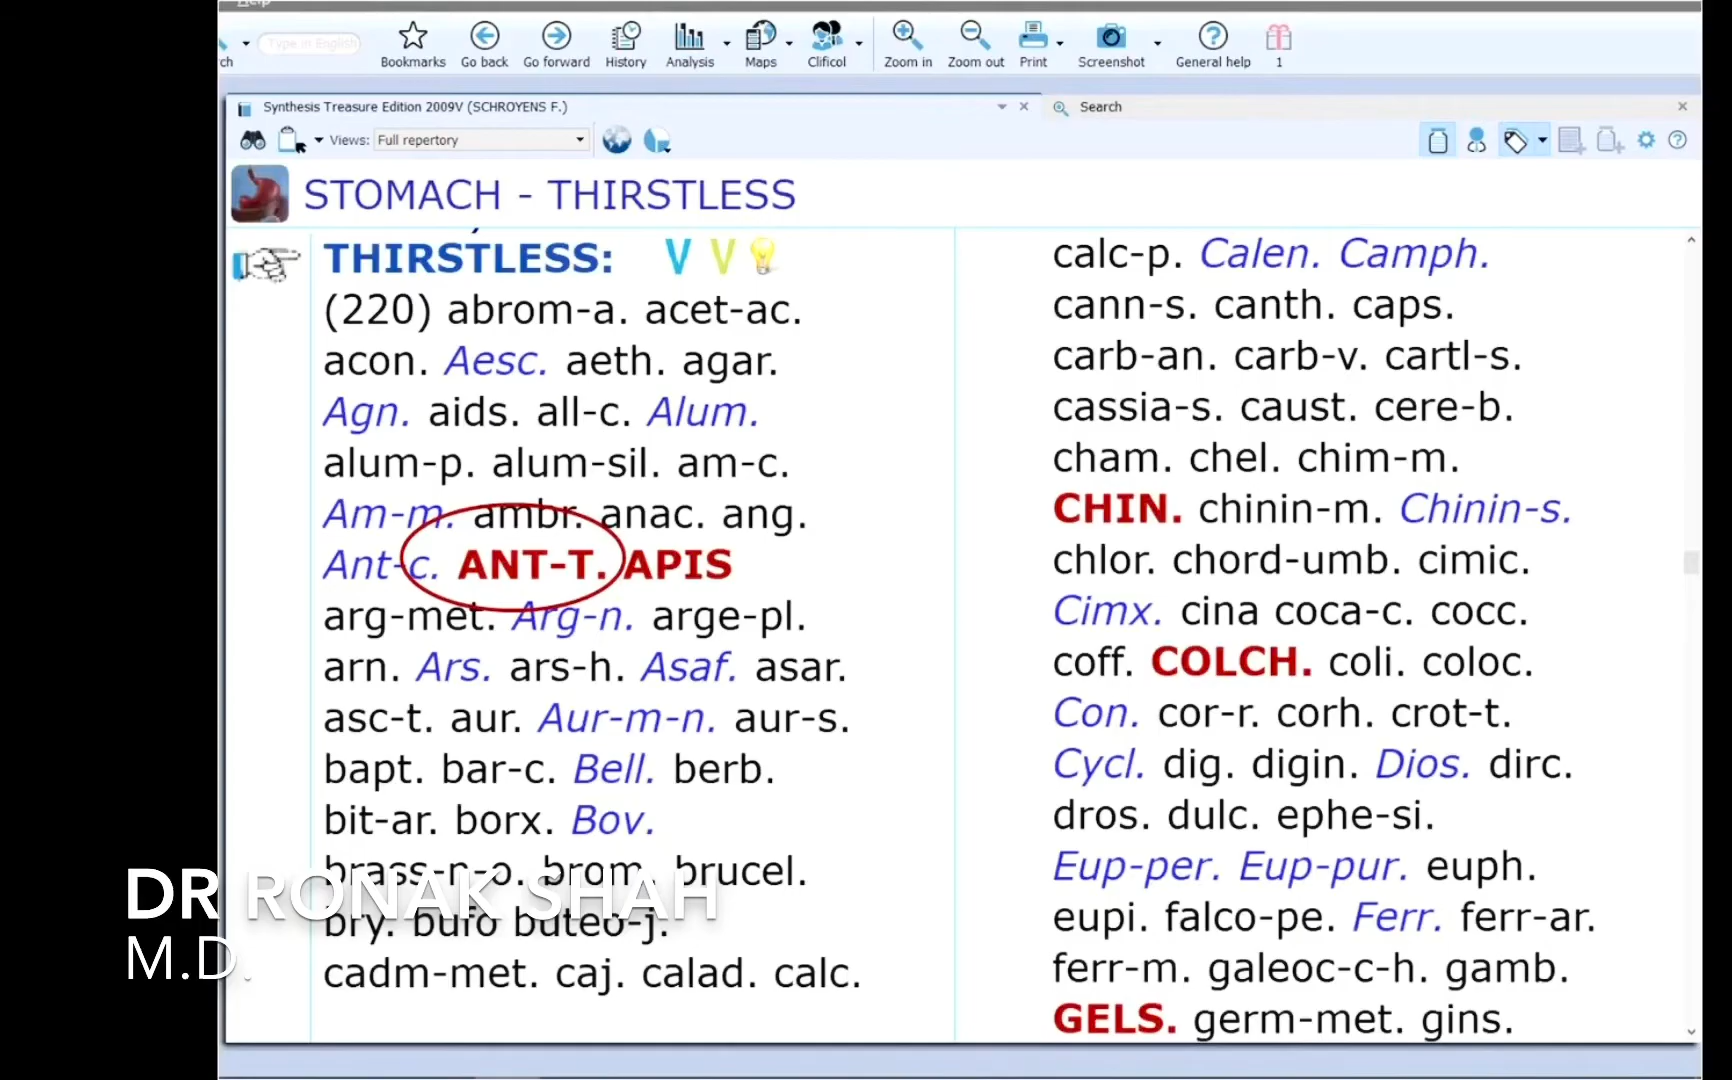 Help
ch
Type in English
Bookmarks Go back Go forward History Analysis Maps Clificol Zoom in Zoom out Print Screenshot General help 1
Synthesis Treasure Edition 2009V (SCHROYENS F.)
Search
Views: Full repertory
STOMACH - THIRSTLESS
THIRSTLESS:
(220) abrom-a. acet-ac.
acon. Aesc. aeth. agar.
Agn. aids. all-c. Alum.
alum-p. alum-sil. am-c.
Am-m. ambr. anac. ang.
Ant-c. ANT-T. APIS
arg-met. Arg-n. arge-pl.
arn. Ars. ars-h. Asaf. asar.
asc-t. aur. Aur-m-n. aur-s.
bapt. bar-c. Bell. berb.
bit-ar. borx. Bov.
brass-n-o. brom. brucel.
bry. bufo buteo-j.
cadm-met. caj. calad. calc.
calc-p. Calen. Camph.
cann-s. canth. caps.
carb-an. carb-v. cartl-s.
cassia-s. caust. cere-b.
cham. chel. chim-m.
CHIN. chinin-m. Chinin-s.
chlor. chord-umb. cimic.
Cimx. cina coca-c. cocc.
coff. COLCH. coli. coloc.
Con. cor-r. corh. crot-t.
Cycl. dig. digin. Dios. dirc.
dros. dulc. ephe-si.
Eup-per. Eup-pur. euph.
eupi. falco-pe. Ferr. ferr-ar.
ferr-m. galeoc-c-h. gamb.
GELS. germ-met. gins.
DR RONAK SHAH
M.D.